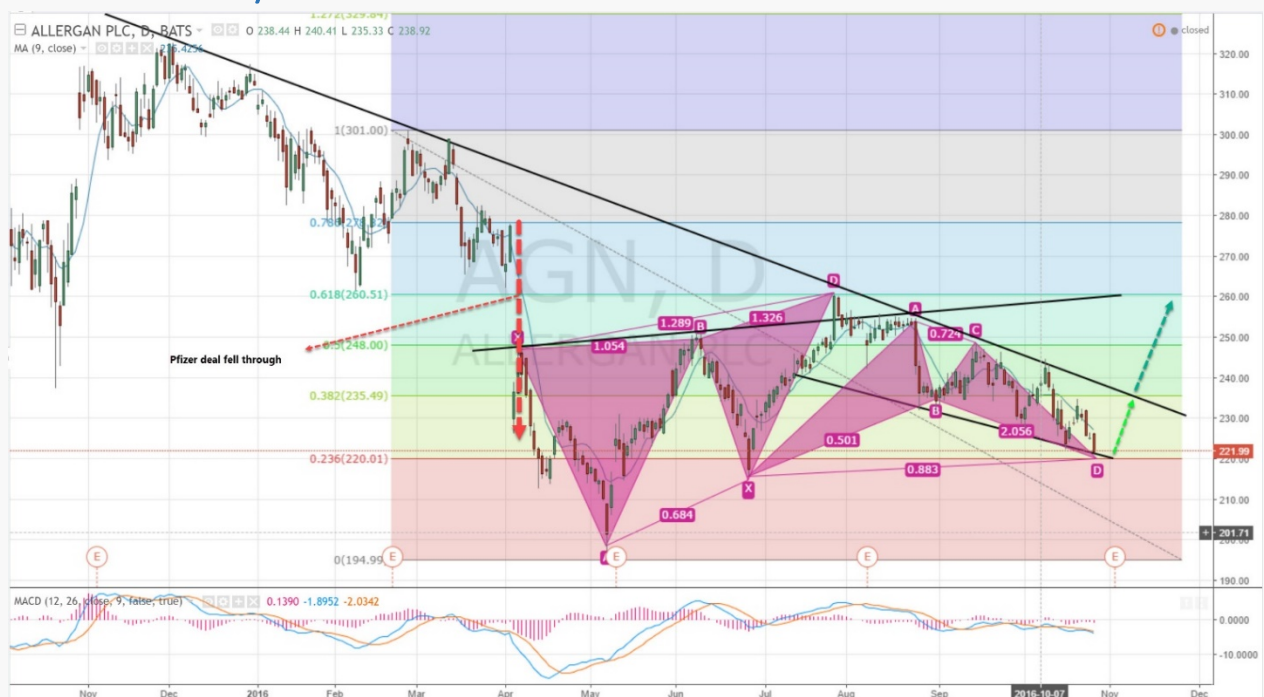 1.272(329.84)
ALLERGAN PLC, D, BATS O 238.44 H 240.41 L 235.33 C 238.92
closed
MA (9, close)
320.00
310.00
1(301.00)
300.00
290.00
280.00
270.00
AGN, D
ALLERGAN PLC
D
0.618(260.51)
260.00
1.289
1.326
A
X
B
0.724
C
250.00
0.5(248.00)
1.054
Pfizer deal fell through
240.00
0.382(235.49)
B
230.00
0.501
2.056
221.99
0.236(220.01)
220.00
X
0.883
D
210.00
0.684
201.71
200.00
A
E
E
E
E
E
0(194.99)
190.00
MACD (12, 26, close, 9, false, true) 0.1390 -1.8952 -2.0342
0.0000
-10.0000
Nov Dec 2016 Feb Mar Apr May Jun Jul Aug Sep 2016-10-07 Nov Dec